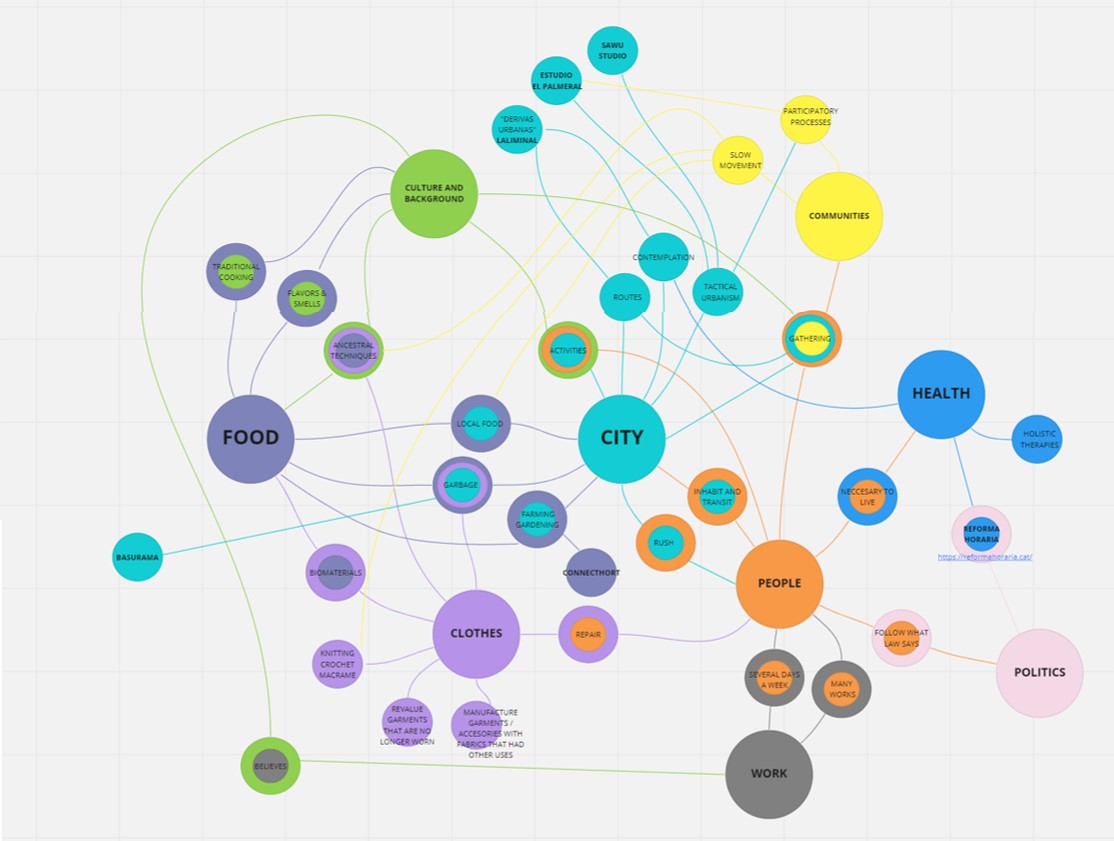 SAWU
STUDIO
ESTUDIO
EL PALMERAL
"DERIVAS
URBANAS"
LALIMINAL
PARTICIPATORY
PROCESSES
SLOW
MOVEMENT
CULTURE AND
BACKGROUND
COMMUNITIES
TRADITIONAL
COOKING
FLAVORS &
SMELLS
CONTEMPLATION
ROUTES
TACTICAL
URBANISM
ANCESTRAL
TECHNIQUES
ACTIVITIES
GATHERING
HEALTH
FOOD
LOCAL FOOD
CITY
HOLISTIC
THERAPIES
GARBAGE
INHABIT AND
TRANSIT
NECCESARY TO
LIVE
FARMING
GARDENING
RUSH
REFORMA
HORARIA
https://reformahoraria.cat/
BASURAMA
BIOMATERIALS
CONNECTHORT
PEOPLE
CLOTHES
REPAIR
FOLLOW WHAT
LAW SAYS
KNITTING
CROCHET
MACRAME
POLITICS
SEVERAL DAYS
A WEEK
MANY
WORKS
REVALUE
GARMENTS
THAT ARE NO
LONGER WORN
MANUFACTURE
GARMENTS /
ACCESORIES WITH
FABRICS THAT HAD
OTHER USES
BELIEVES
WORK